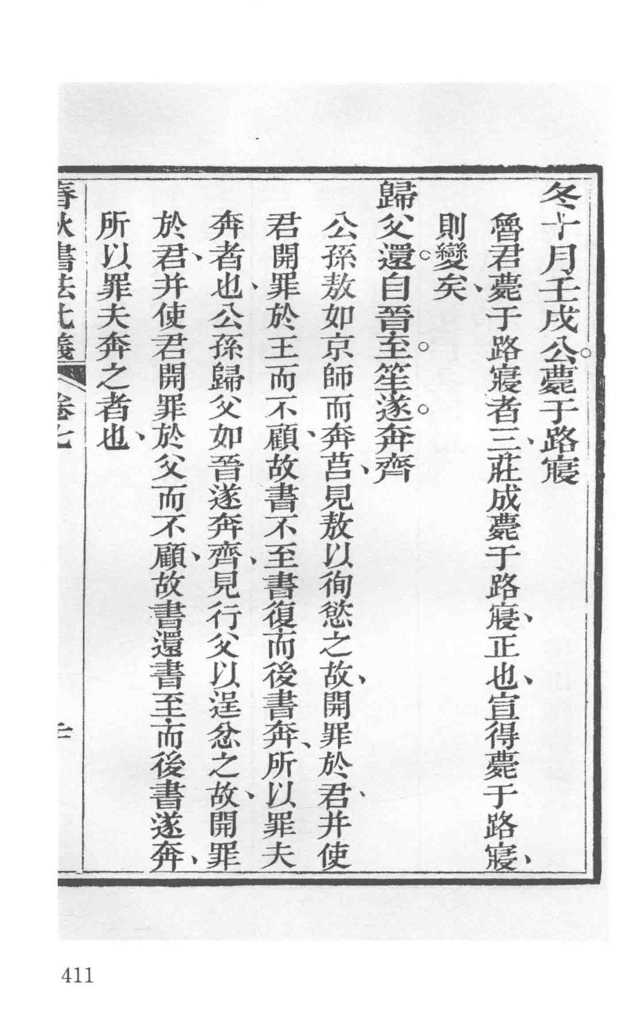 冬十月壬戌公薨于路寢
魯君薨于路寢者三、莊成薨于路寢、正也、宣得薨于路寢、
則變矣、
歸父還。自晉至。笙遂。奔齊
公孫敖如京師而奔莒、見敖以徇慾之故、開罪於君、并使
君開罪於王而不顧、故書不至書復而後書奔、所以罪夫
奔者也、公孫歸父如晉遂奔齊、見行父以逞忿之故、開罪
於君、并使君開罪於父而不顧、故書還書至而後書遂奔、
所以罪夫奔之者也、
春秋書法比義 卷七
411